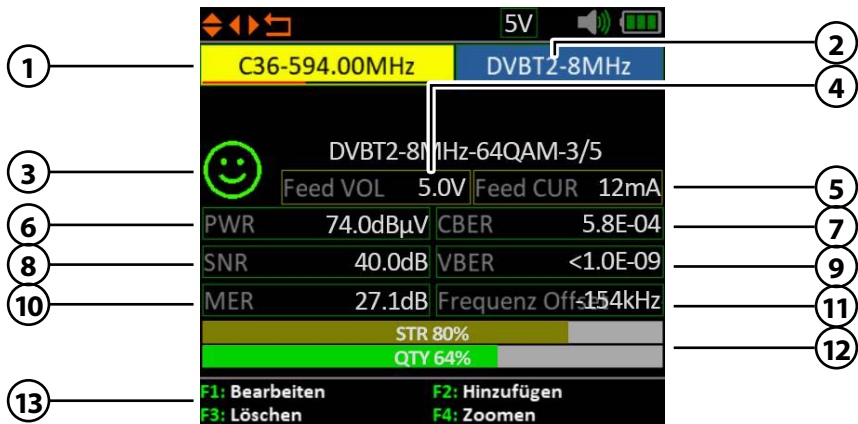 5V
1 C36-594.00MHz DVBT2-8MHz 2
4
DVBT2-8MHz-64QAM-3/5
3 Feed VOL 5.0V Feed CUR 12mA 5
6 PWR 74.0dBµV CBER 5.8E-04 7
8 SNR 40.0dB VBER <1.0E-09 9
10 MER 27.1dB Frequenz Offset -154kHz 11
STR 80%
QTY 64% 12
F1: Bearbeiten F2: Hinzufügen
13 F3: Löschen F4: Zoomen